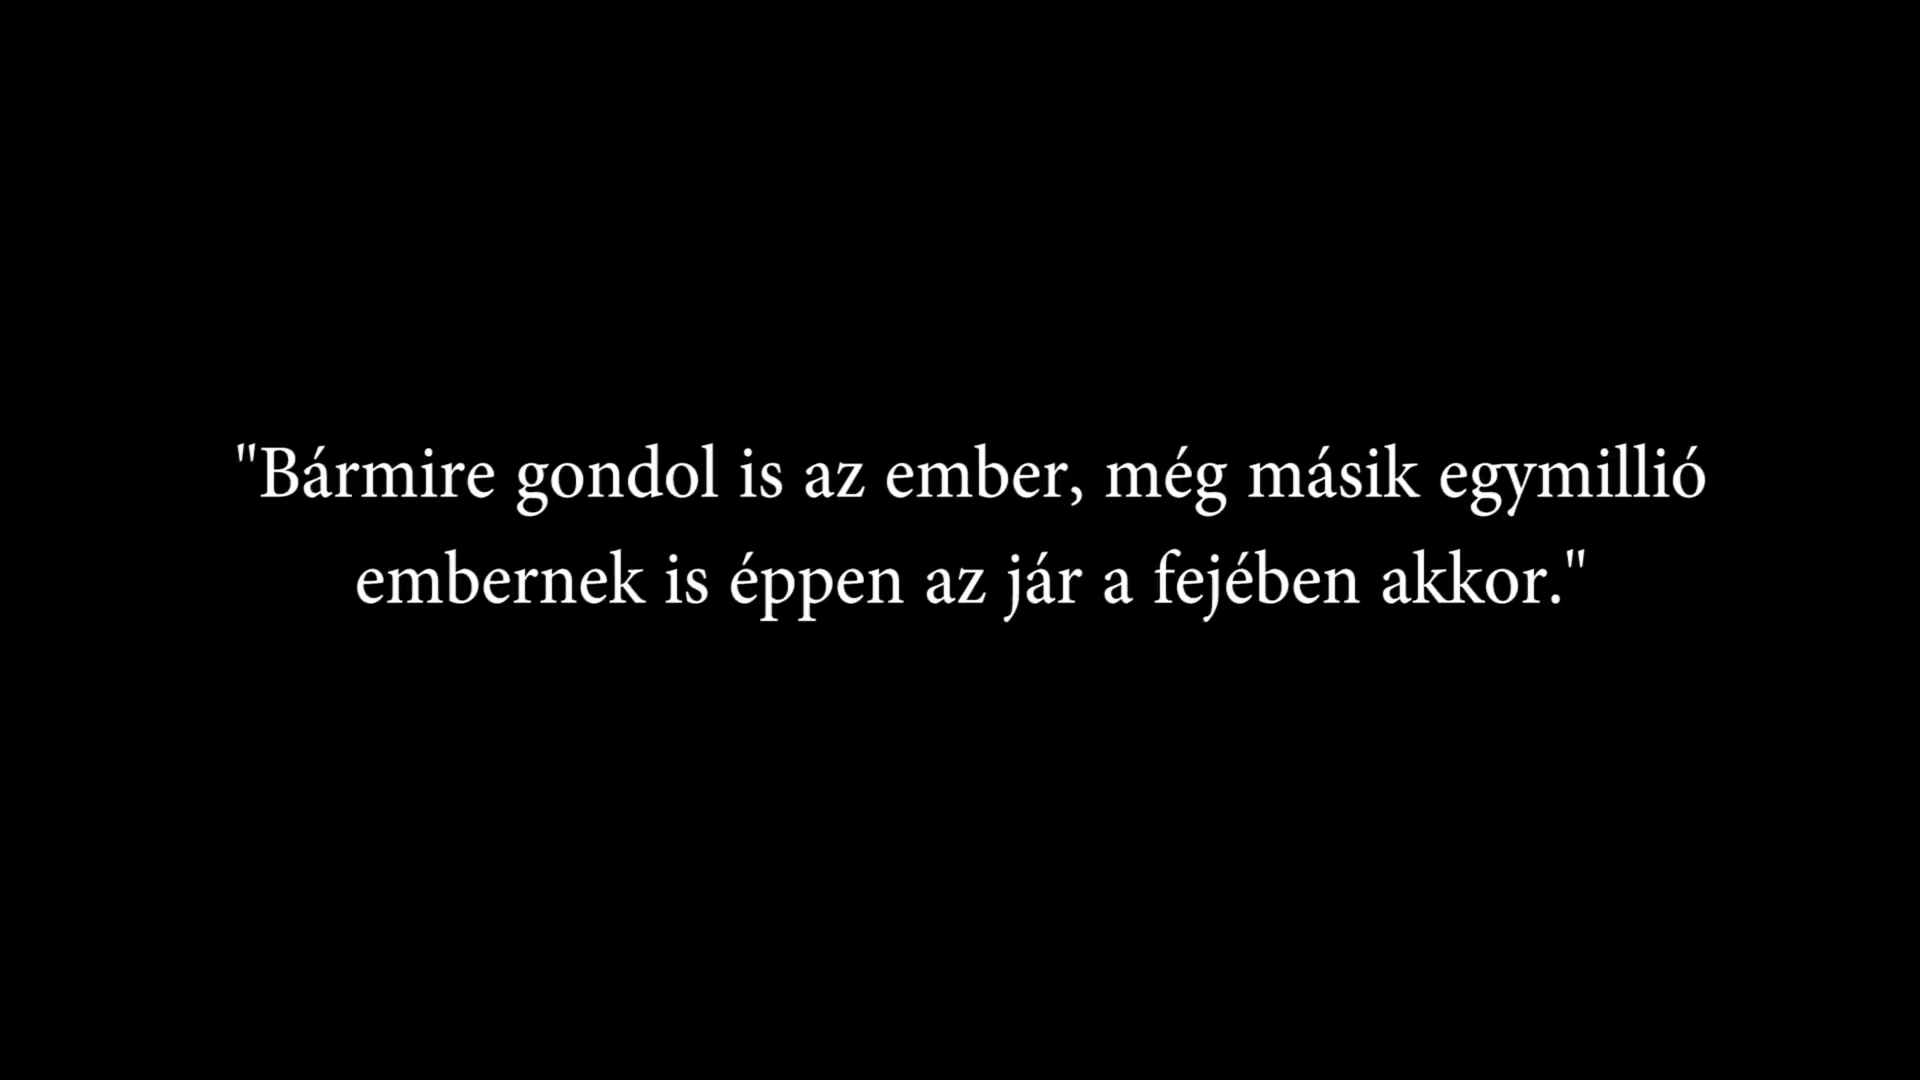 "Bármire gondol is az ember, még másik egymillió
embernek is éppen az jár a fejében akkor."